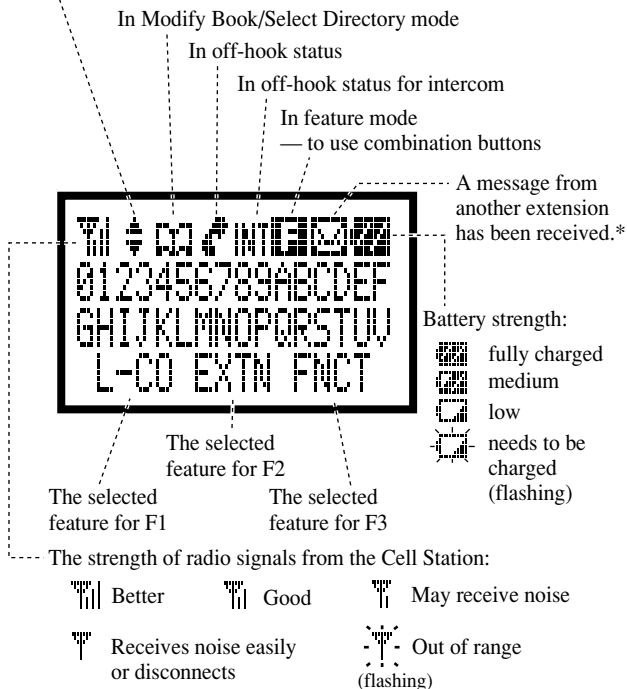 In Modify Book/Select Directory mode
In off-hook status
In off-hook status for intercom
In feature mode
— to use combination buttons
A message from
another extension
has been received.*
INT F
0123456789ABCDEF
GHIJKLMNOPQRSTUV
L-CO EXTN FNCT
Battery strength:
fully charged
medium
low
needs to be
charged
(flashing)
The selected
feature for F2
The selected
feature for F1
The selected
feature for F3
The strength of radio signals from the Cell Station:
Better
Good
May receive noise
Receives noise easily
or disconnects
Out of range
(flashing)